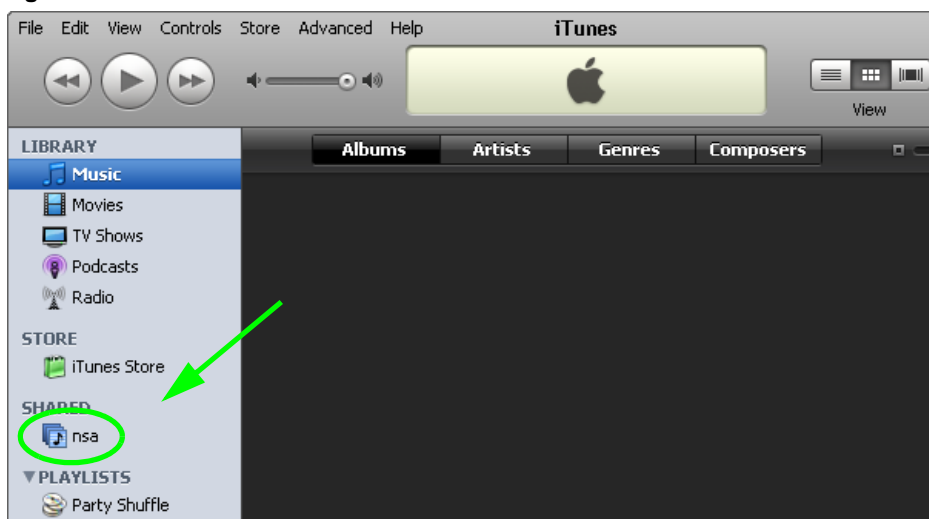 File Edit View Controls Store Advanced Help
iTunes
View
LIBRARY
Albums Artists Genres Composers
Music
Movies
TV Shows
Podcasts
Radio
STORE
iTunes Store
SHARED
nsa
PLAYLISTS
Party Shuffle